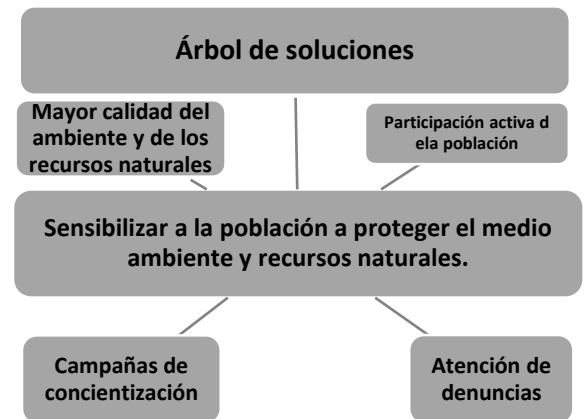 Árbol de soluciones
Mayor calidad del
ambiente y de los
recursos naturales
Participación activa d
ela población
Sensibilizar a la población a proteger el medio
ambiente y recursos naturales.
Campañas de
concientización
Atención de
denuncias